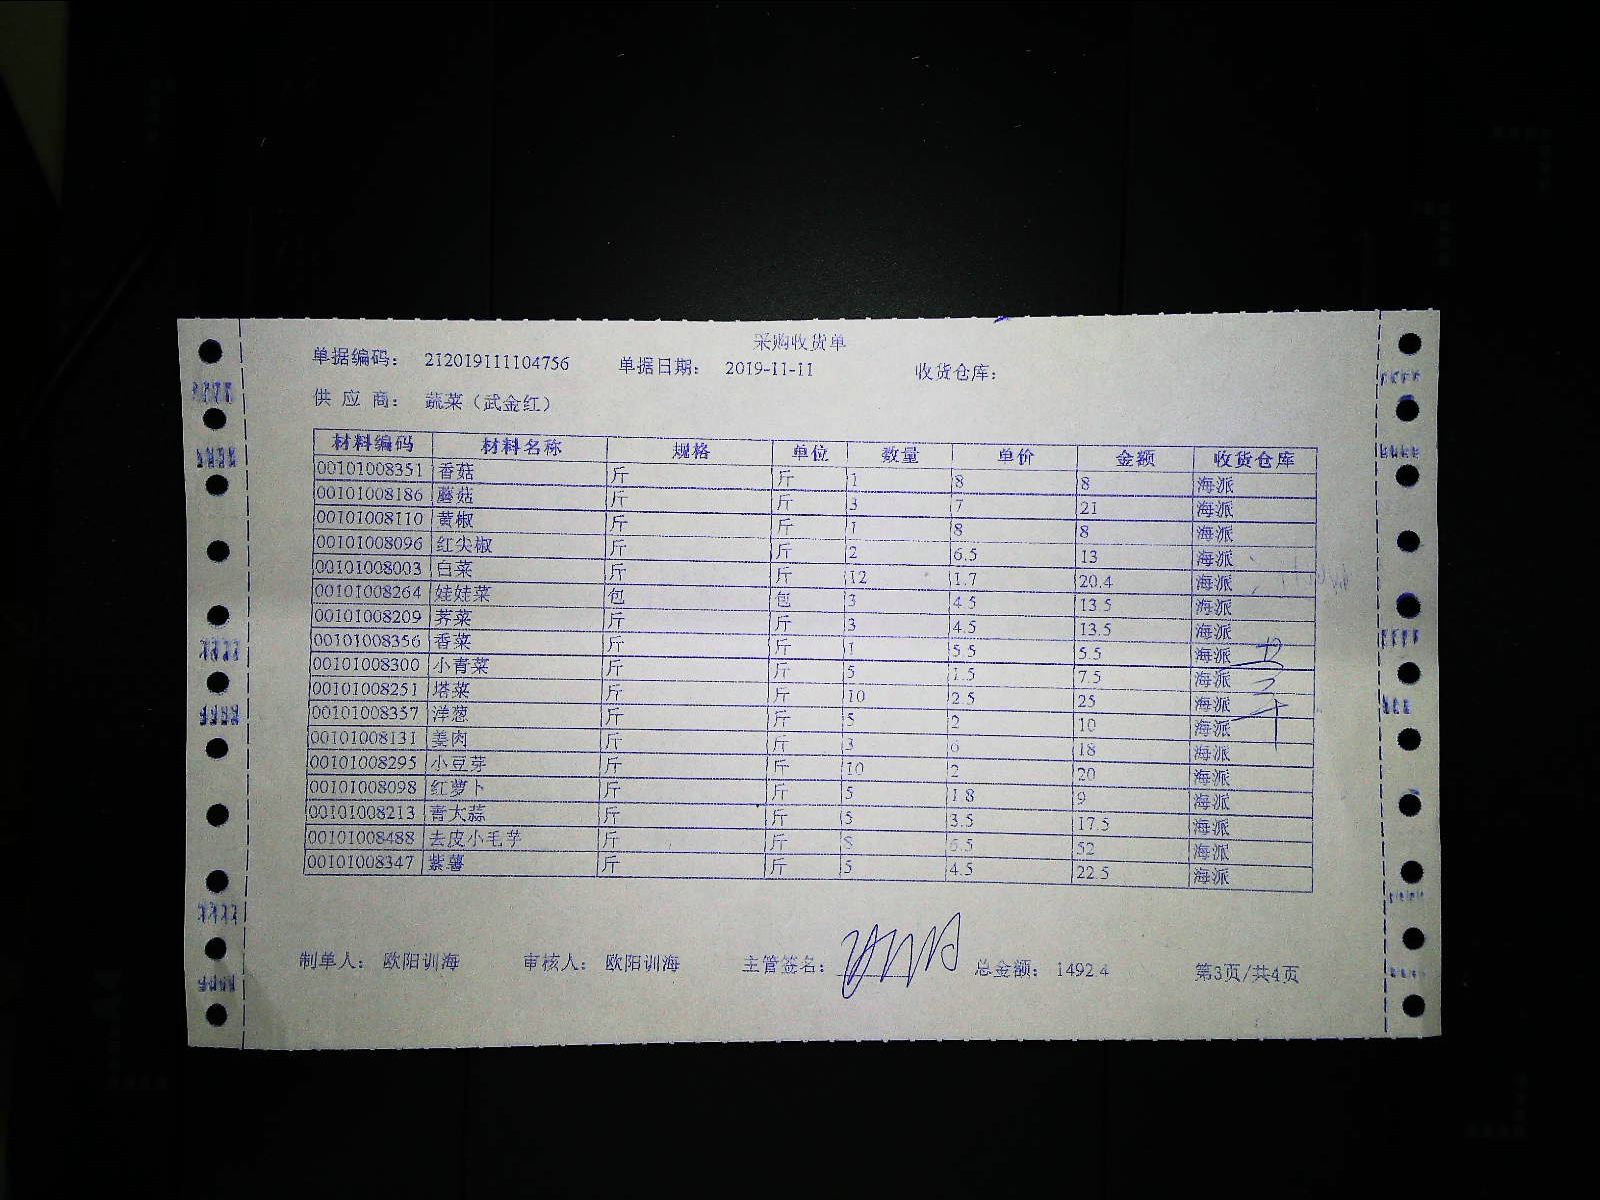 采购收货单
单据编码： 212019111104756 单据日期： 2019-11-11 收货仓库：
供 应 商： 蔬菜（武金红）
材料编码 材料名称 规格 单位 数量 单价 金额 收货仓库
00101008351 香菇 斤 斤 1 8 8 海派
00101008186 蘑菇 斤 斤 3 7 21 海派
00101008110 黄椒 斤 斤 1 8 8 海派
00101008096 红尖椒 斤 斤 2 6.5 13 海派
00101008003 白菜 斤 斤 12 1.7 20.4 海派
00101008264 娃娃菜 包 包 3 4.5 13.5 海派
00101008209 荠菜 斤 斤 3 4.5 13.5 海派
00101008356 香菜 斤 斤 1 5.5 5.5 海派
00101008300 小青菜 斤 斤 5 1.5 7.5 海派
00101008251 塔菜 斤 斤 10 2.5 25 海派
00101008357 洋葱 斤 斤 5 2 10 海派
00101008131 姜肉 斤 斤 3 6 18 海派
00101008295 小豆芽 斤 斤 10 2 20 海派
00101008098 红萝卜 斤 斤 5 1.8 9 海派
00101008213 青大蒜 斤 斤 5 3.5 17.5 海派
00101008488 去皮小毛芋 斤 斤 8 6.5 52 海派
00101008347 紫薯 斤 斤 5 4.5 22.5 海派
制单人： 欧阳训海 审核人： 欧阳训海 主管签名： 总金额： 1492.4 第3页/共4页